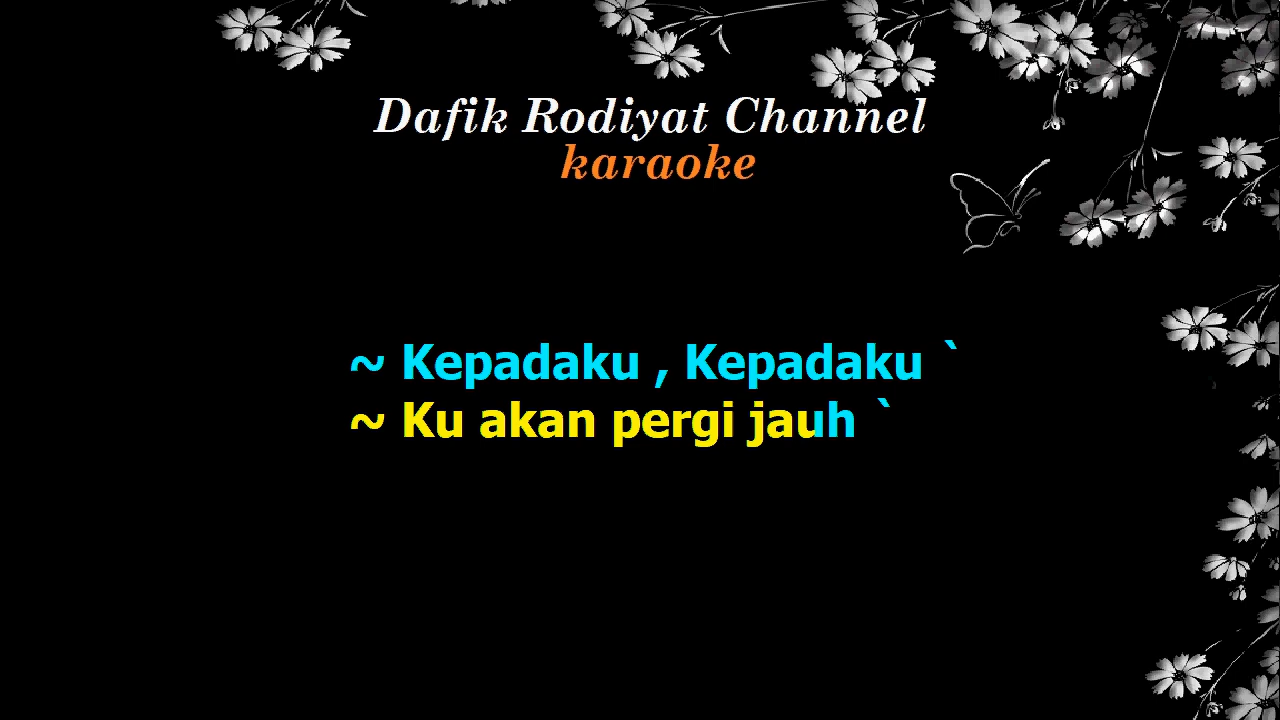 Dafik Rodiyat Channel
karaoke
~ Kepadaku , Kepadaku `
~ Ku akan pergi jauh `